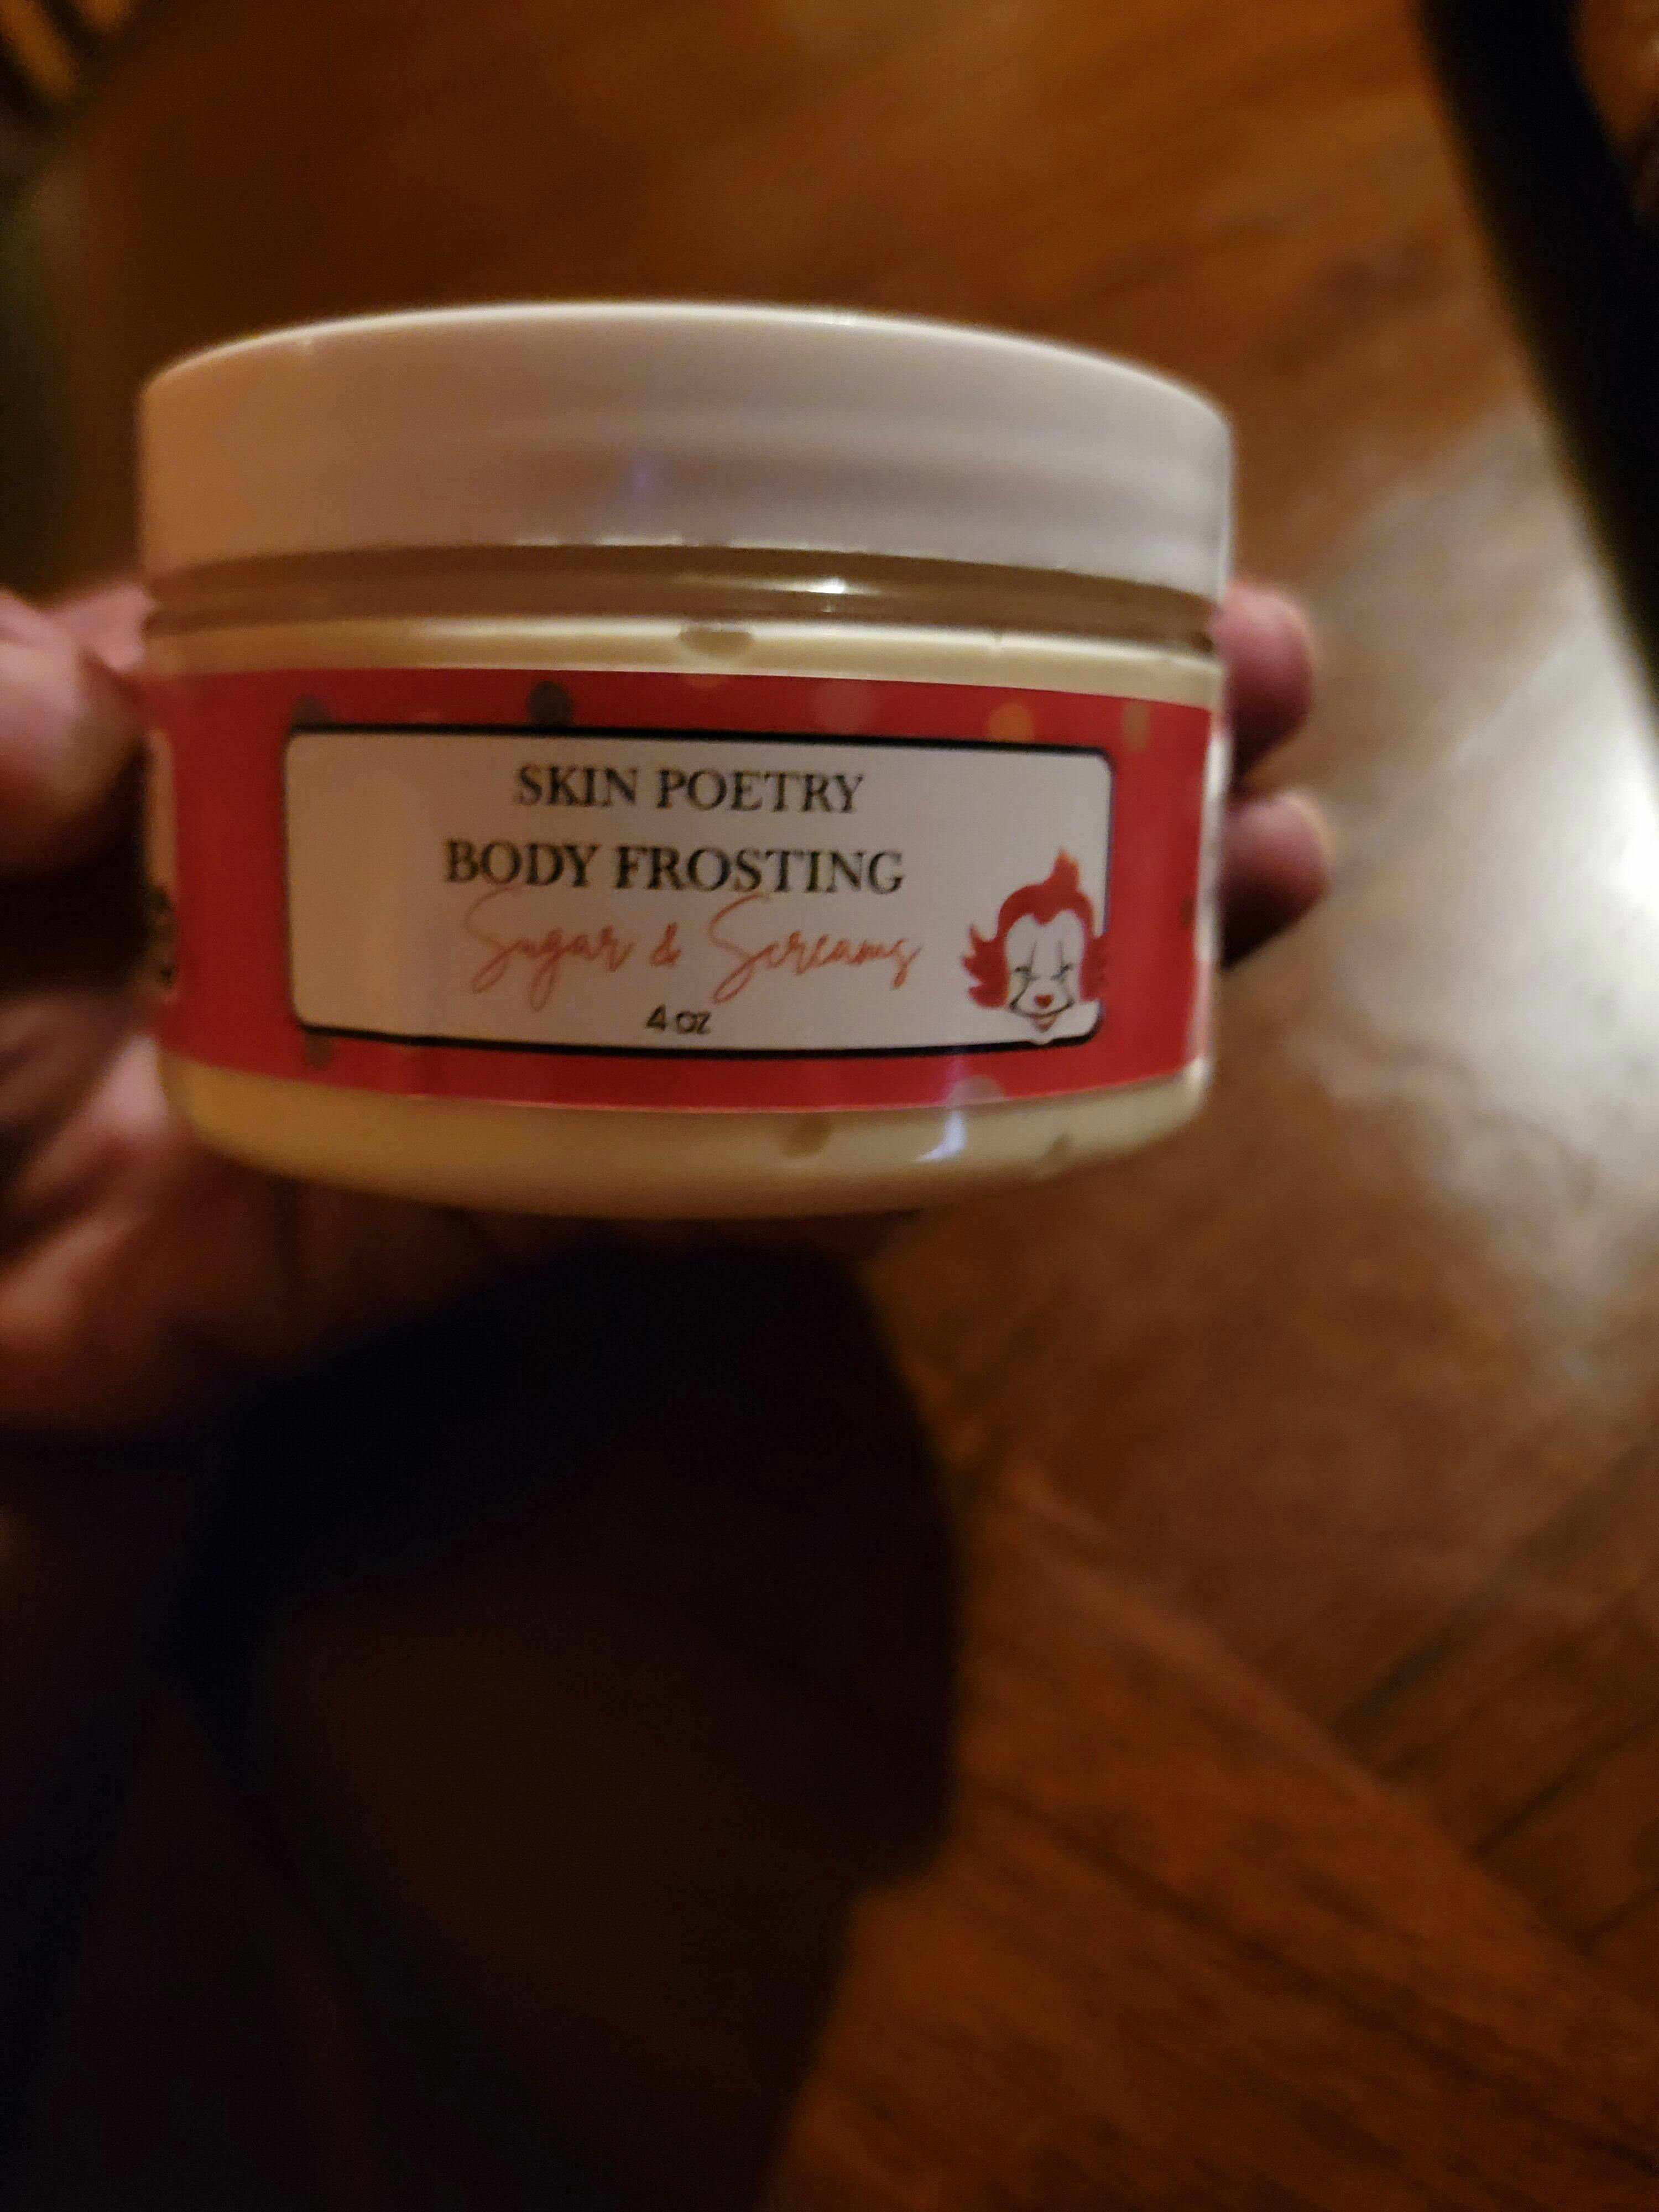 SKIN POETRY
BODY FROSTING
Sugar & Screams
4 oz